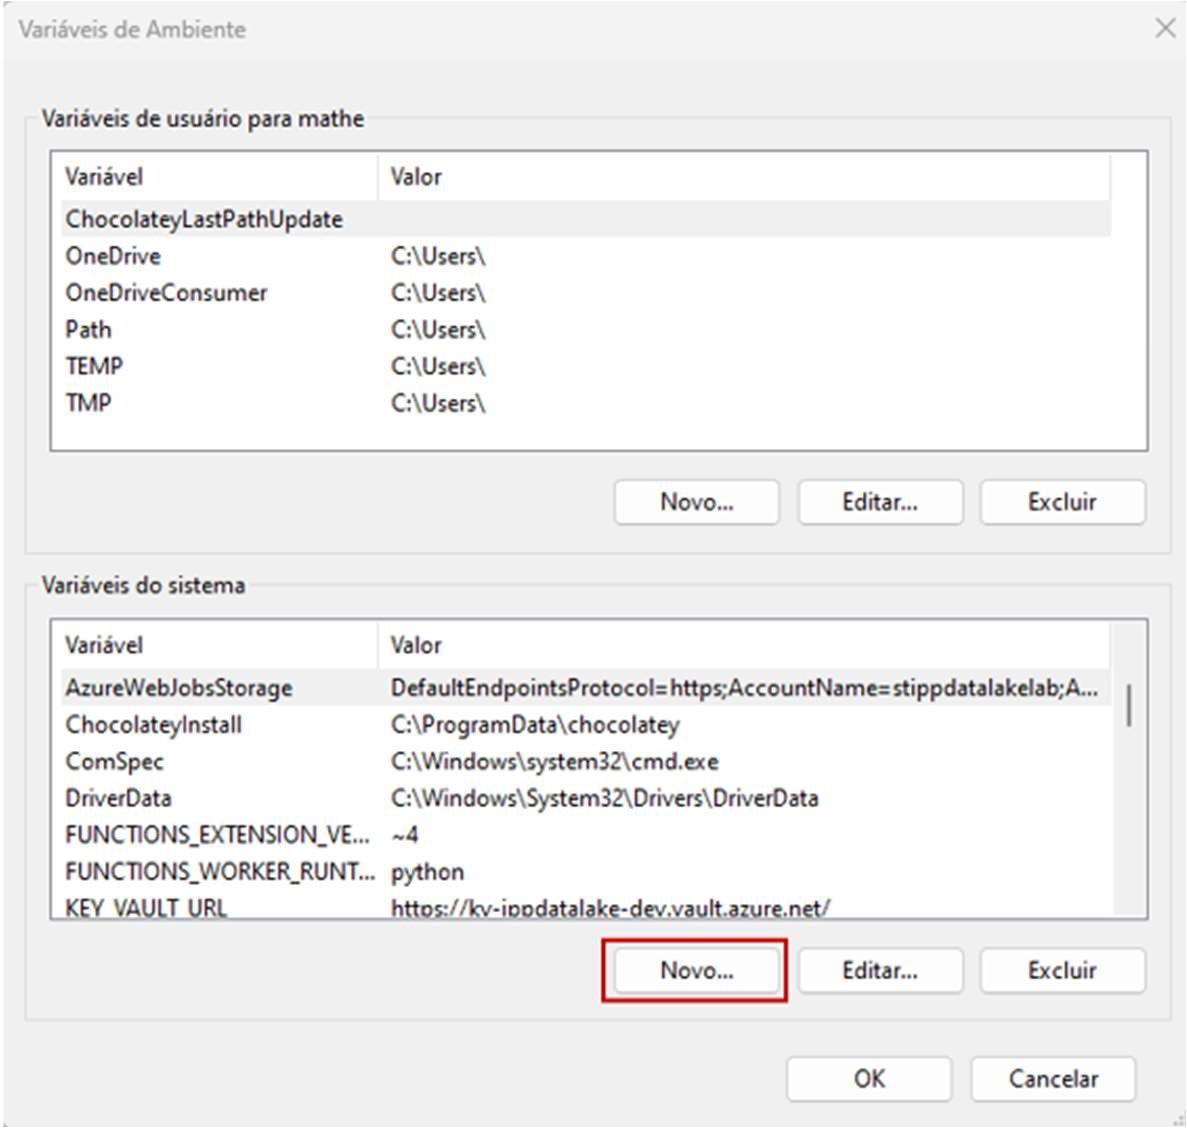 Variáveis de Ambiente
Variáveis de usuário para mathe
Variável Valor
ChocolateyLastPathUpdate
OneDrive C:\Users\
OneDriveConsumer C:\Users\
Path C:\Users\
TEMP C:\Users\
TMP C:\Users\
Novo... Editar... Excluir
Variáveis do sistema
Variável Valor
AzureWebJobsStorage DefaultEndpointsProtocol=https;AccountName=stippdatalakelab;A...
ChocolateyInstall C:\ProgramData\chocolatey
ComSpec C:\Windows\system32\cmd.exe
DriverData C:\Windows\System32\Drivers\DriverData
FUNCTIONS_EXTENSION_VE... ~4
FUNCTIONS_WORKER_RUNT... python
KEY_VAULT_URL https://kv-ippdatalake-dev.vault.azure.net/
Novo... Editar... Excluir
OK Cancelar